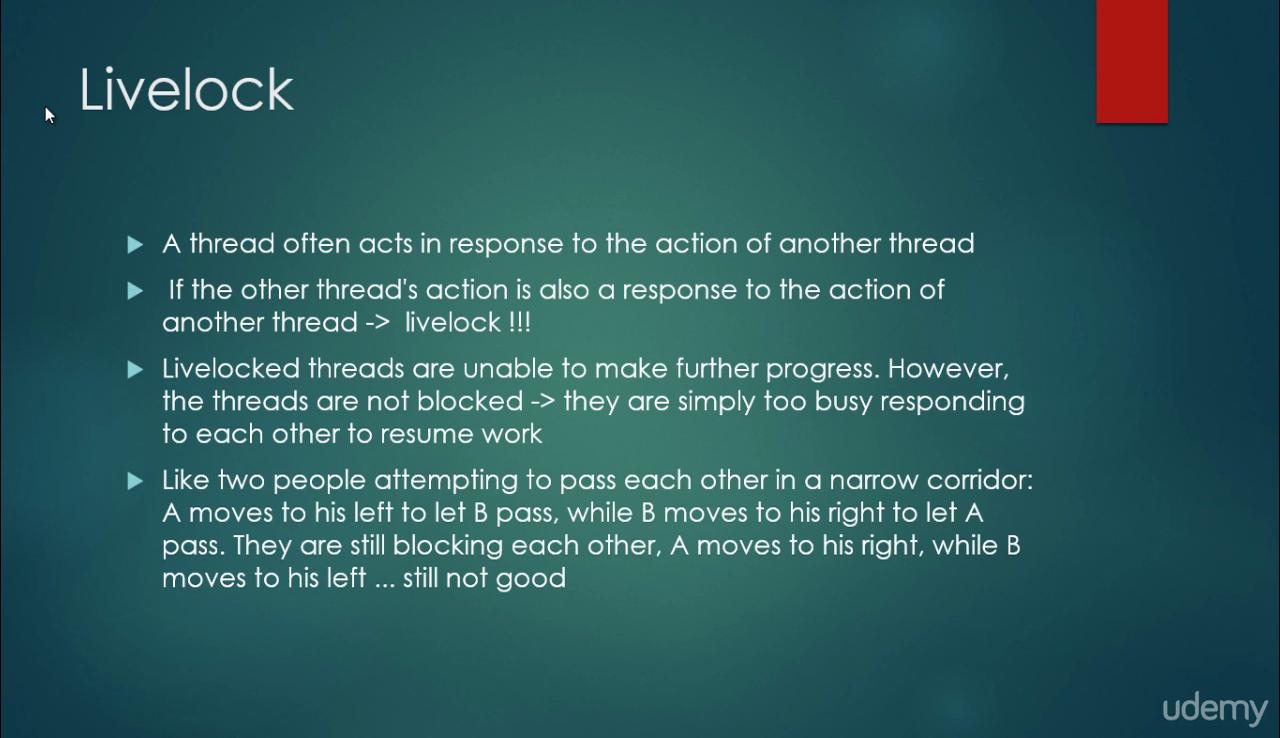 Livelock
A thread often acts in response to the action of another thread
If the other thread's action is also a response to the action of
another thread -> livelock !!!
Livelocked threads are unable to make further progress. However,
the threads are not blocked -> they are simply too busy responding
to each other to resume work
Like two people attempting to pass each other in a narrow corridor:
A moves to his left to let B pass, while B moves to his right to let A
pass. They are still blocking each other, A moves to his right, while B
moves to his left ... still not good
udemy